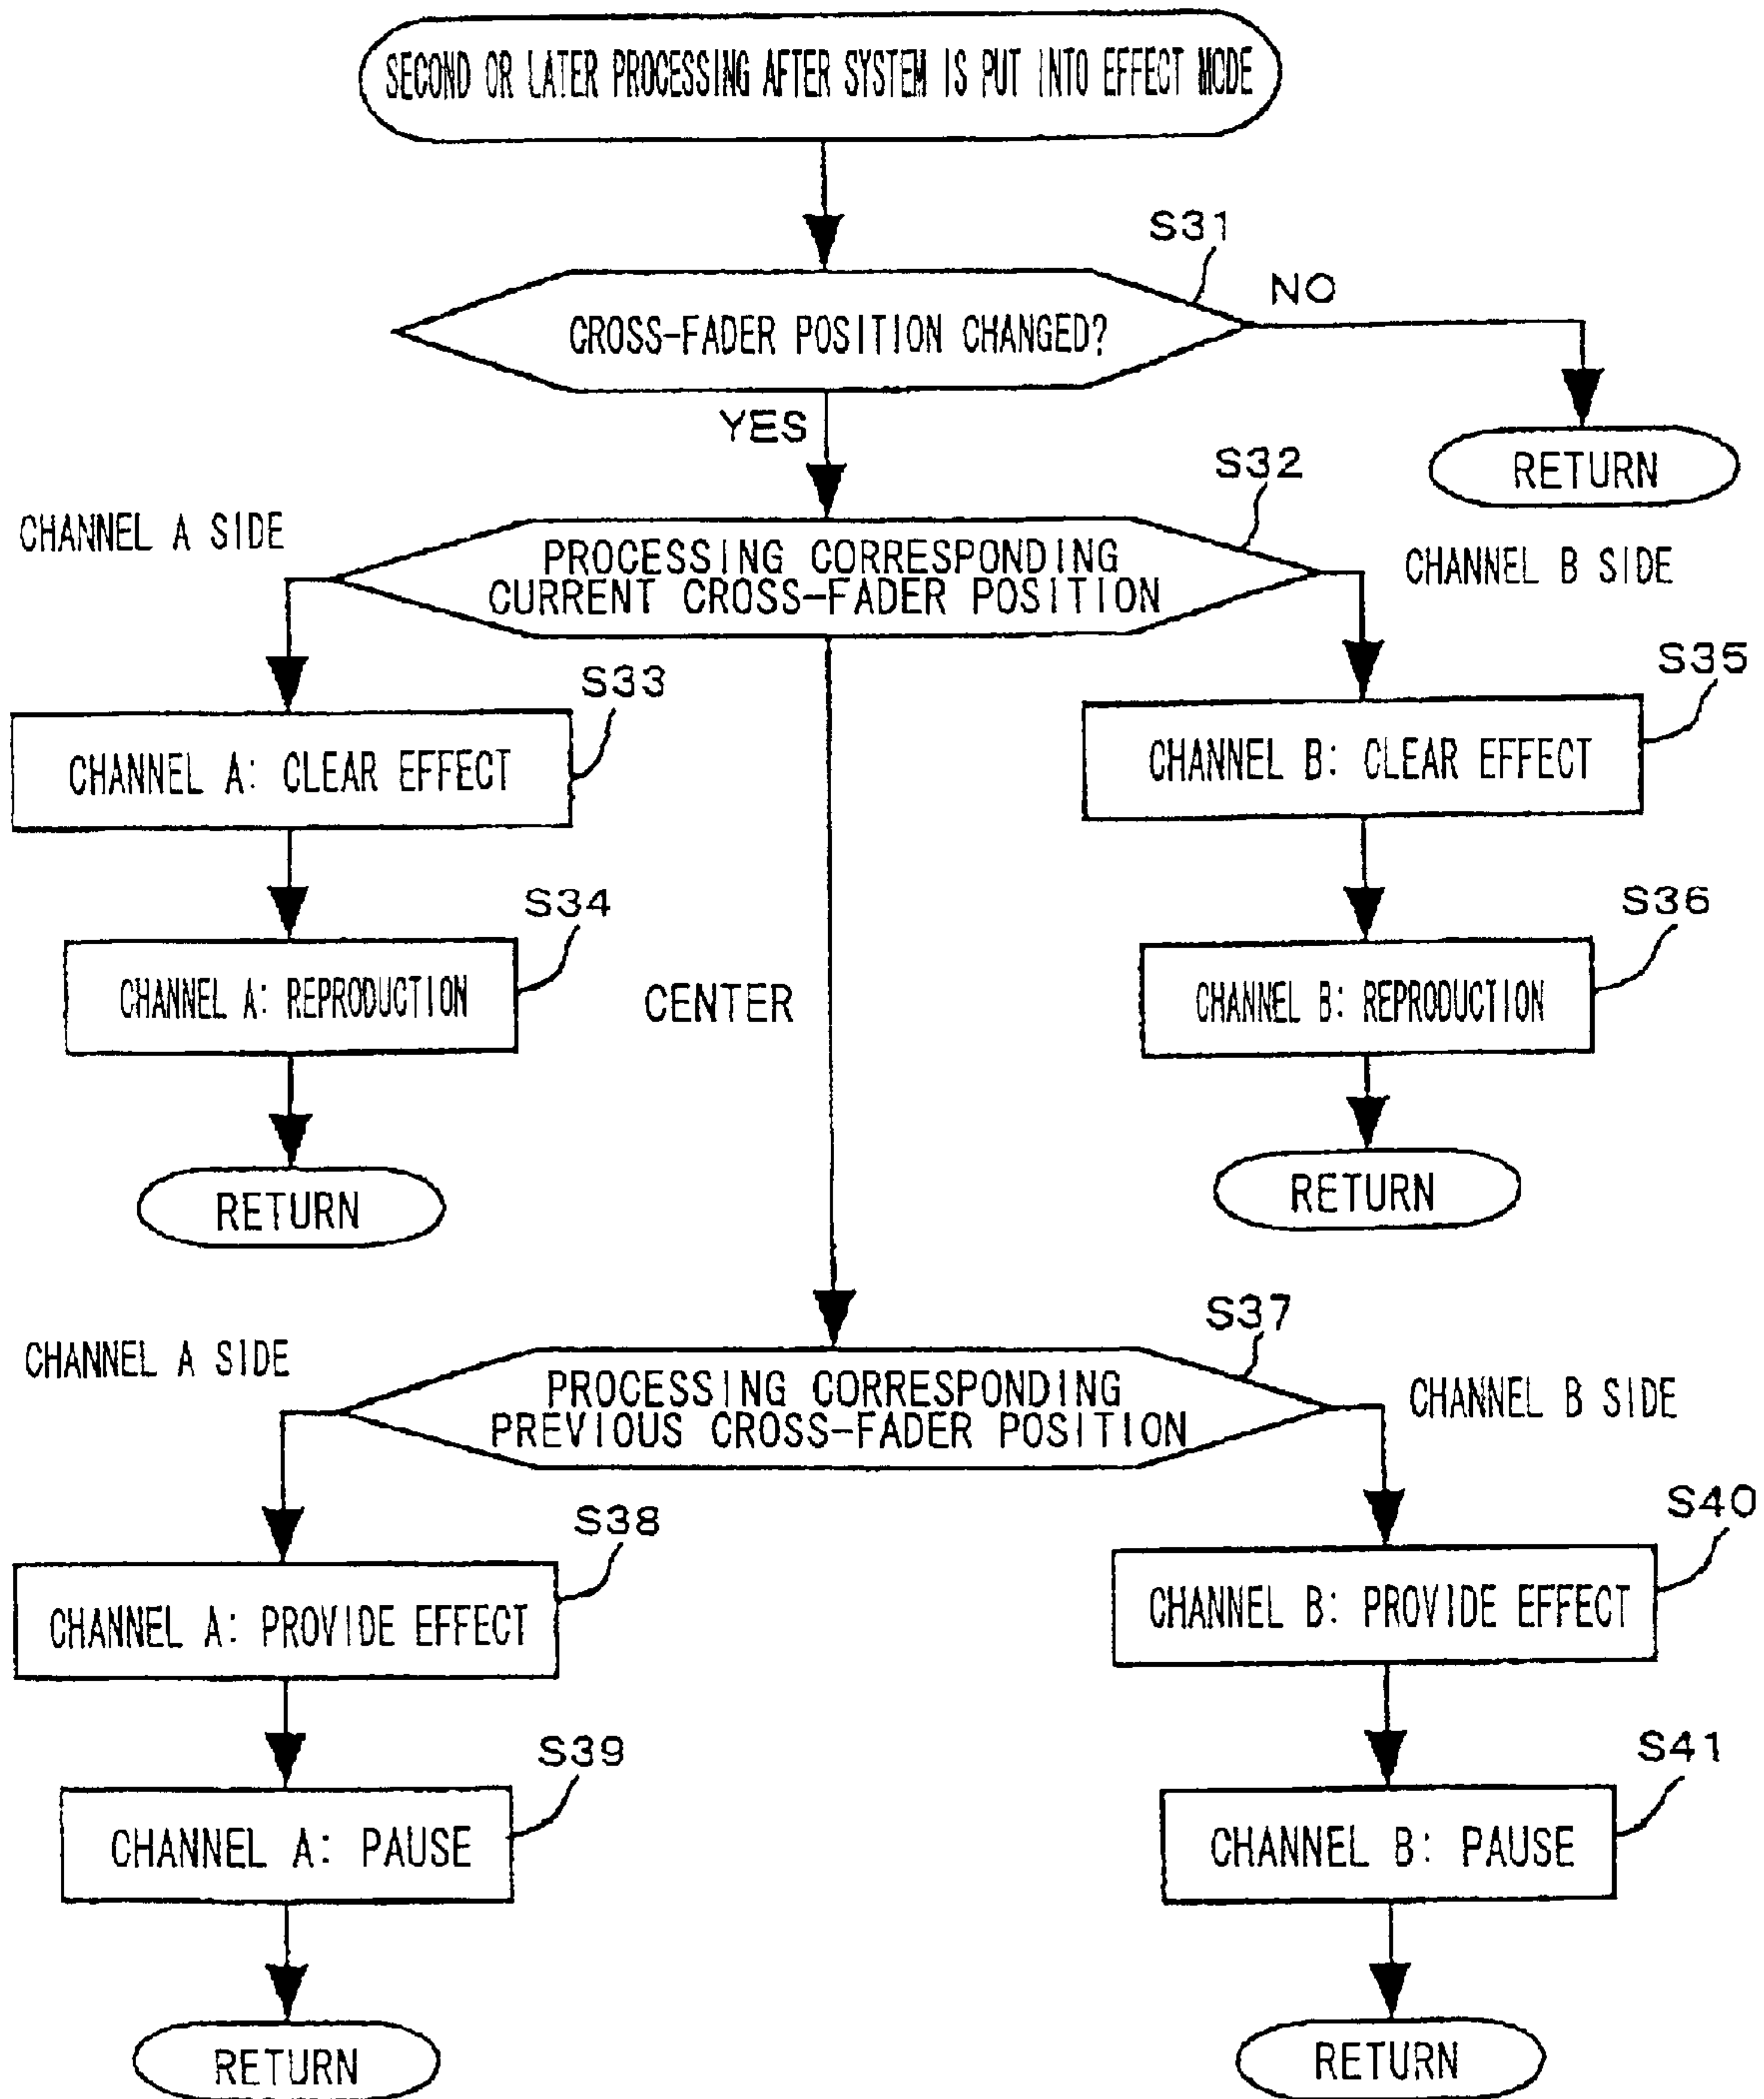 SECOND OR LATER PROCESSING AFTER SYSTEM IS PUT INTO EFFECT MODE
S31
CROSS-FADER POSITION CHANGED?
NO
YES
RETURN
S32
CHANNEL A SIDE
PROCESSING CORRESPONDING
CURRENT CROSS-FADER POSITION
CHANNEL B SIDE
S33
CHANNEL A: CLEAR EFFECT
S35
CHANNEL B: CLEAR EFFECT
S34
CHANNEL A: REPRODUCTION
CENTER
S36
CHANNEL B: REPRODUCTION
RETURN
RETURN
S37
CHANNEL A SIDE
PROCESSING CORRESPONDING
PREVIOUS CROSS-FADER POSITION
CHANNEL B SIDE
S38
CHANNEL A: PROVIDE EFFECT
S40
CHANNEL B: PROVIDE EFFECT
S39
CHANNEL A: PAUSE
S41
CHANNEL B: PAUSE
RETURN
RETURN